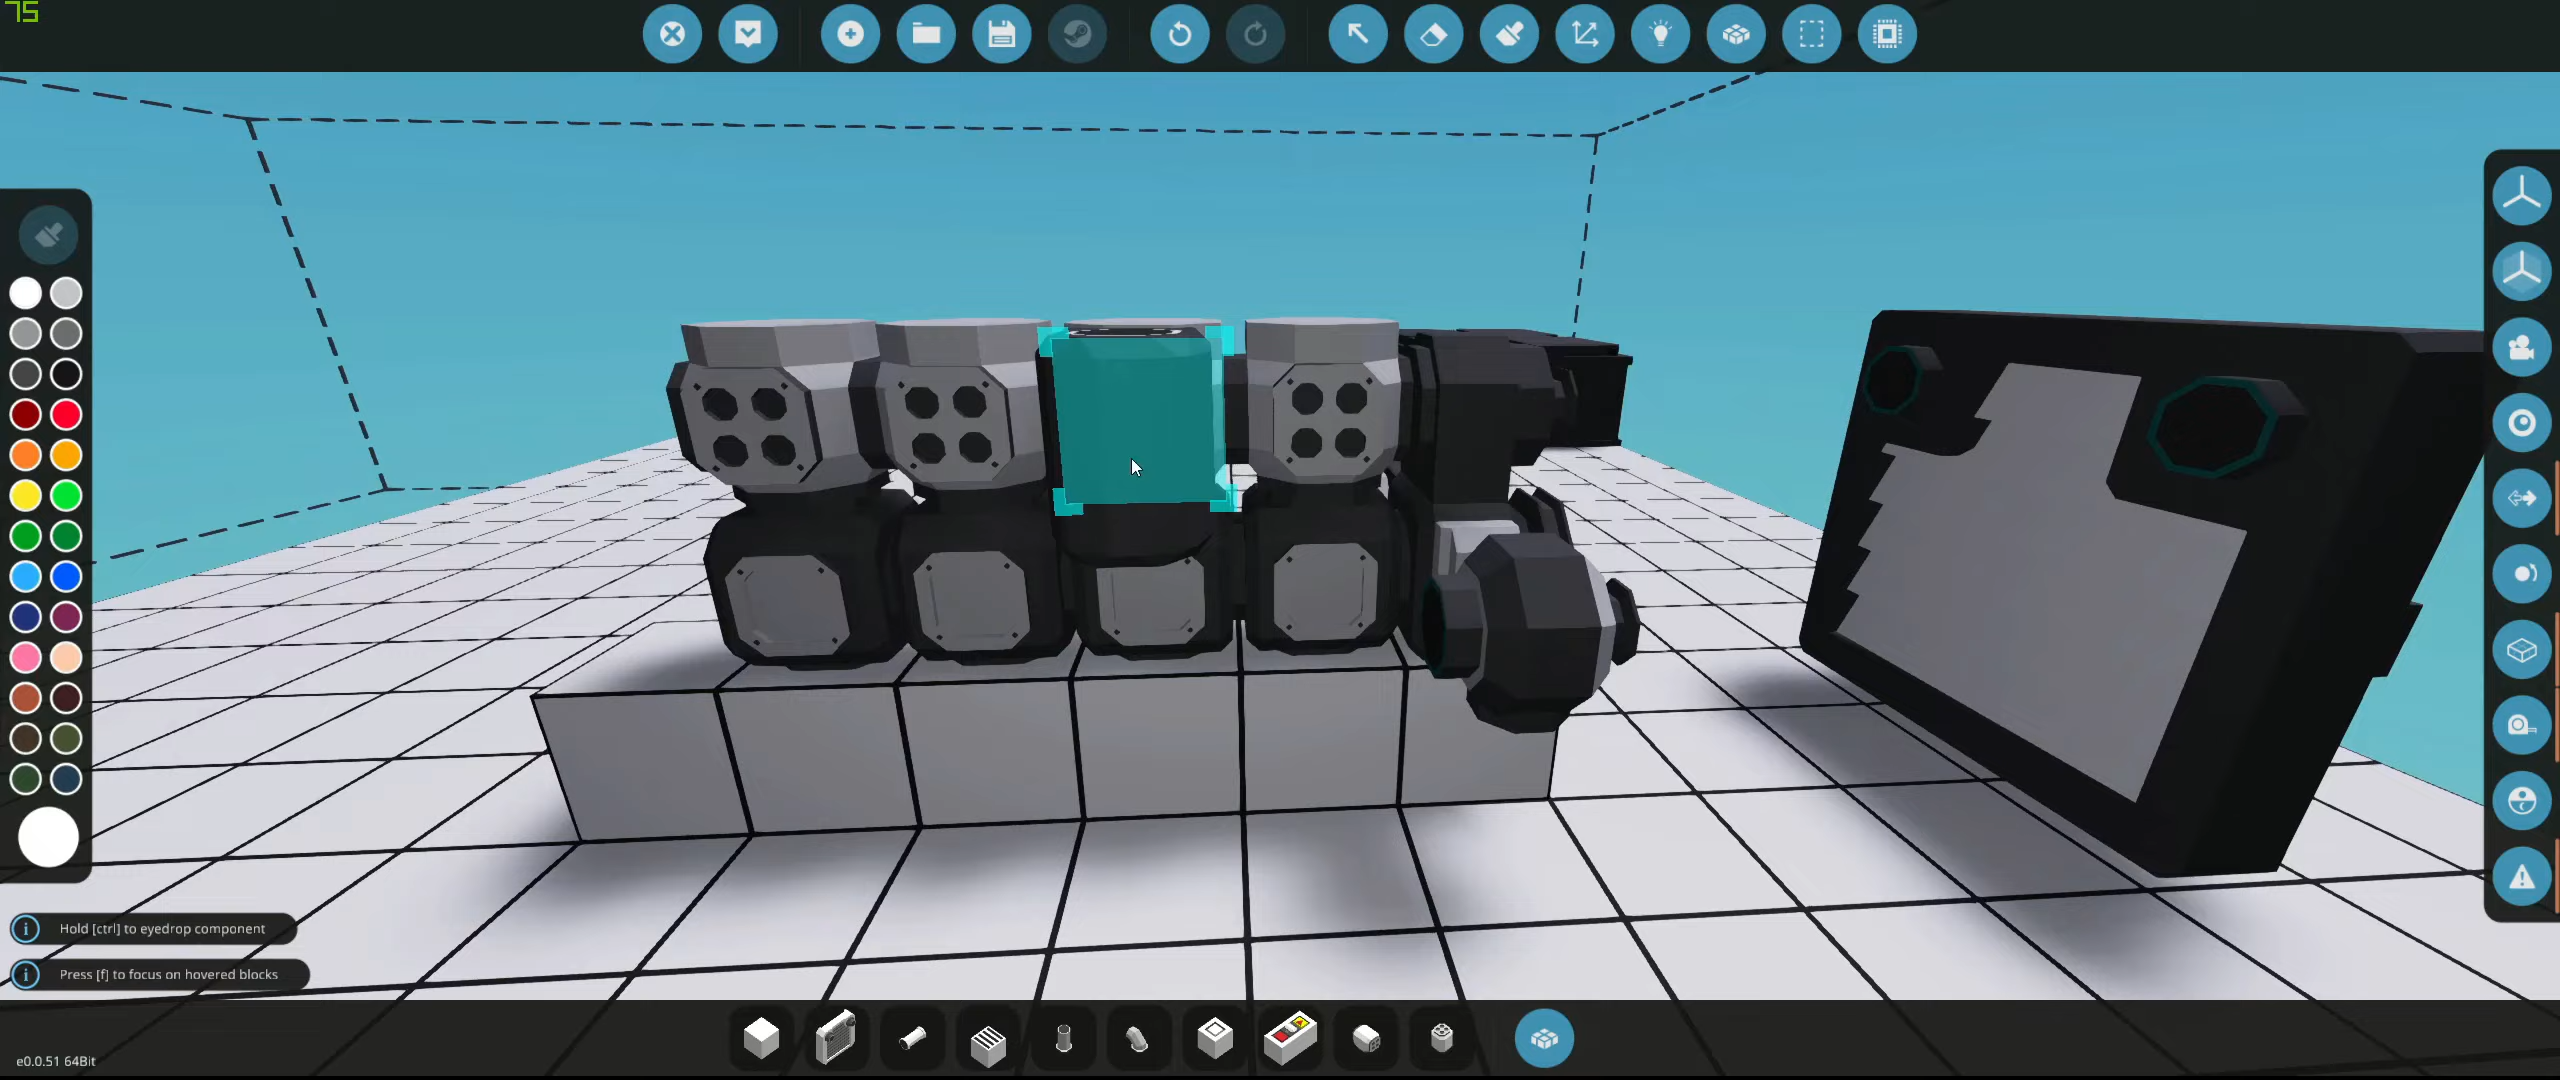 75
Hold [ctrl] to eyedrop component
Press [f] to focus on hovered blocks
e0.0.51 64Bit